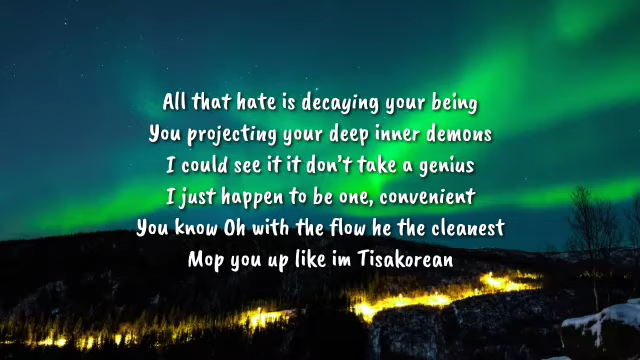 All that hate is decaying your being
You projecting your deep inner demons
I could see it it don't take a genius
I just happen to be one, convenient
You know Oh with the flow he the cleanest
Mop you up like im Tisakorean